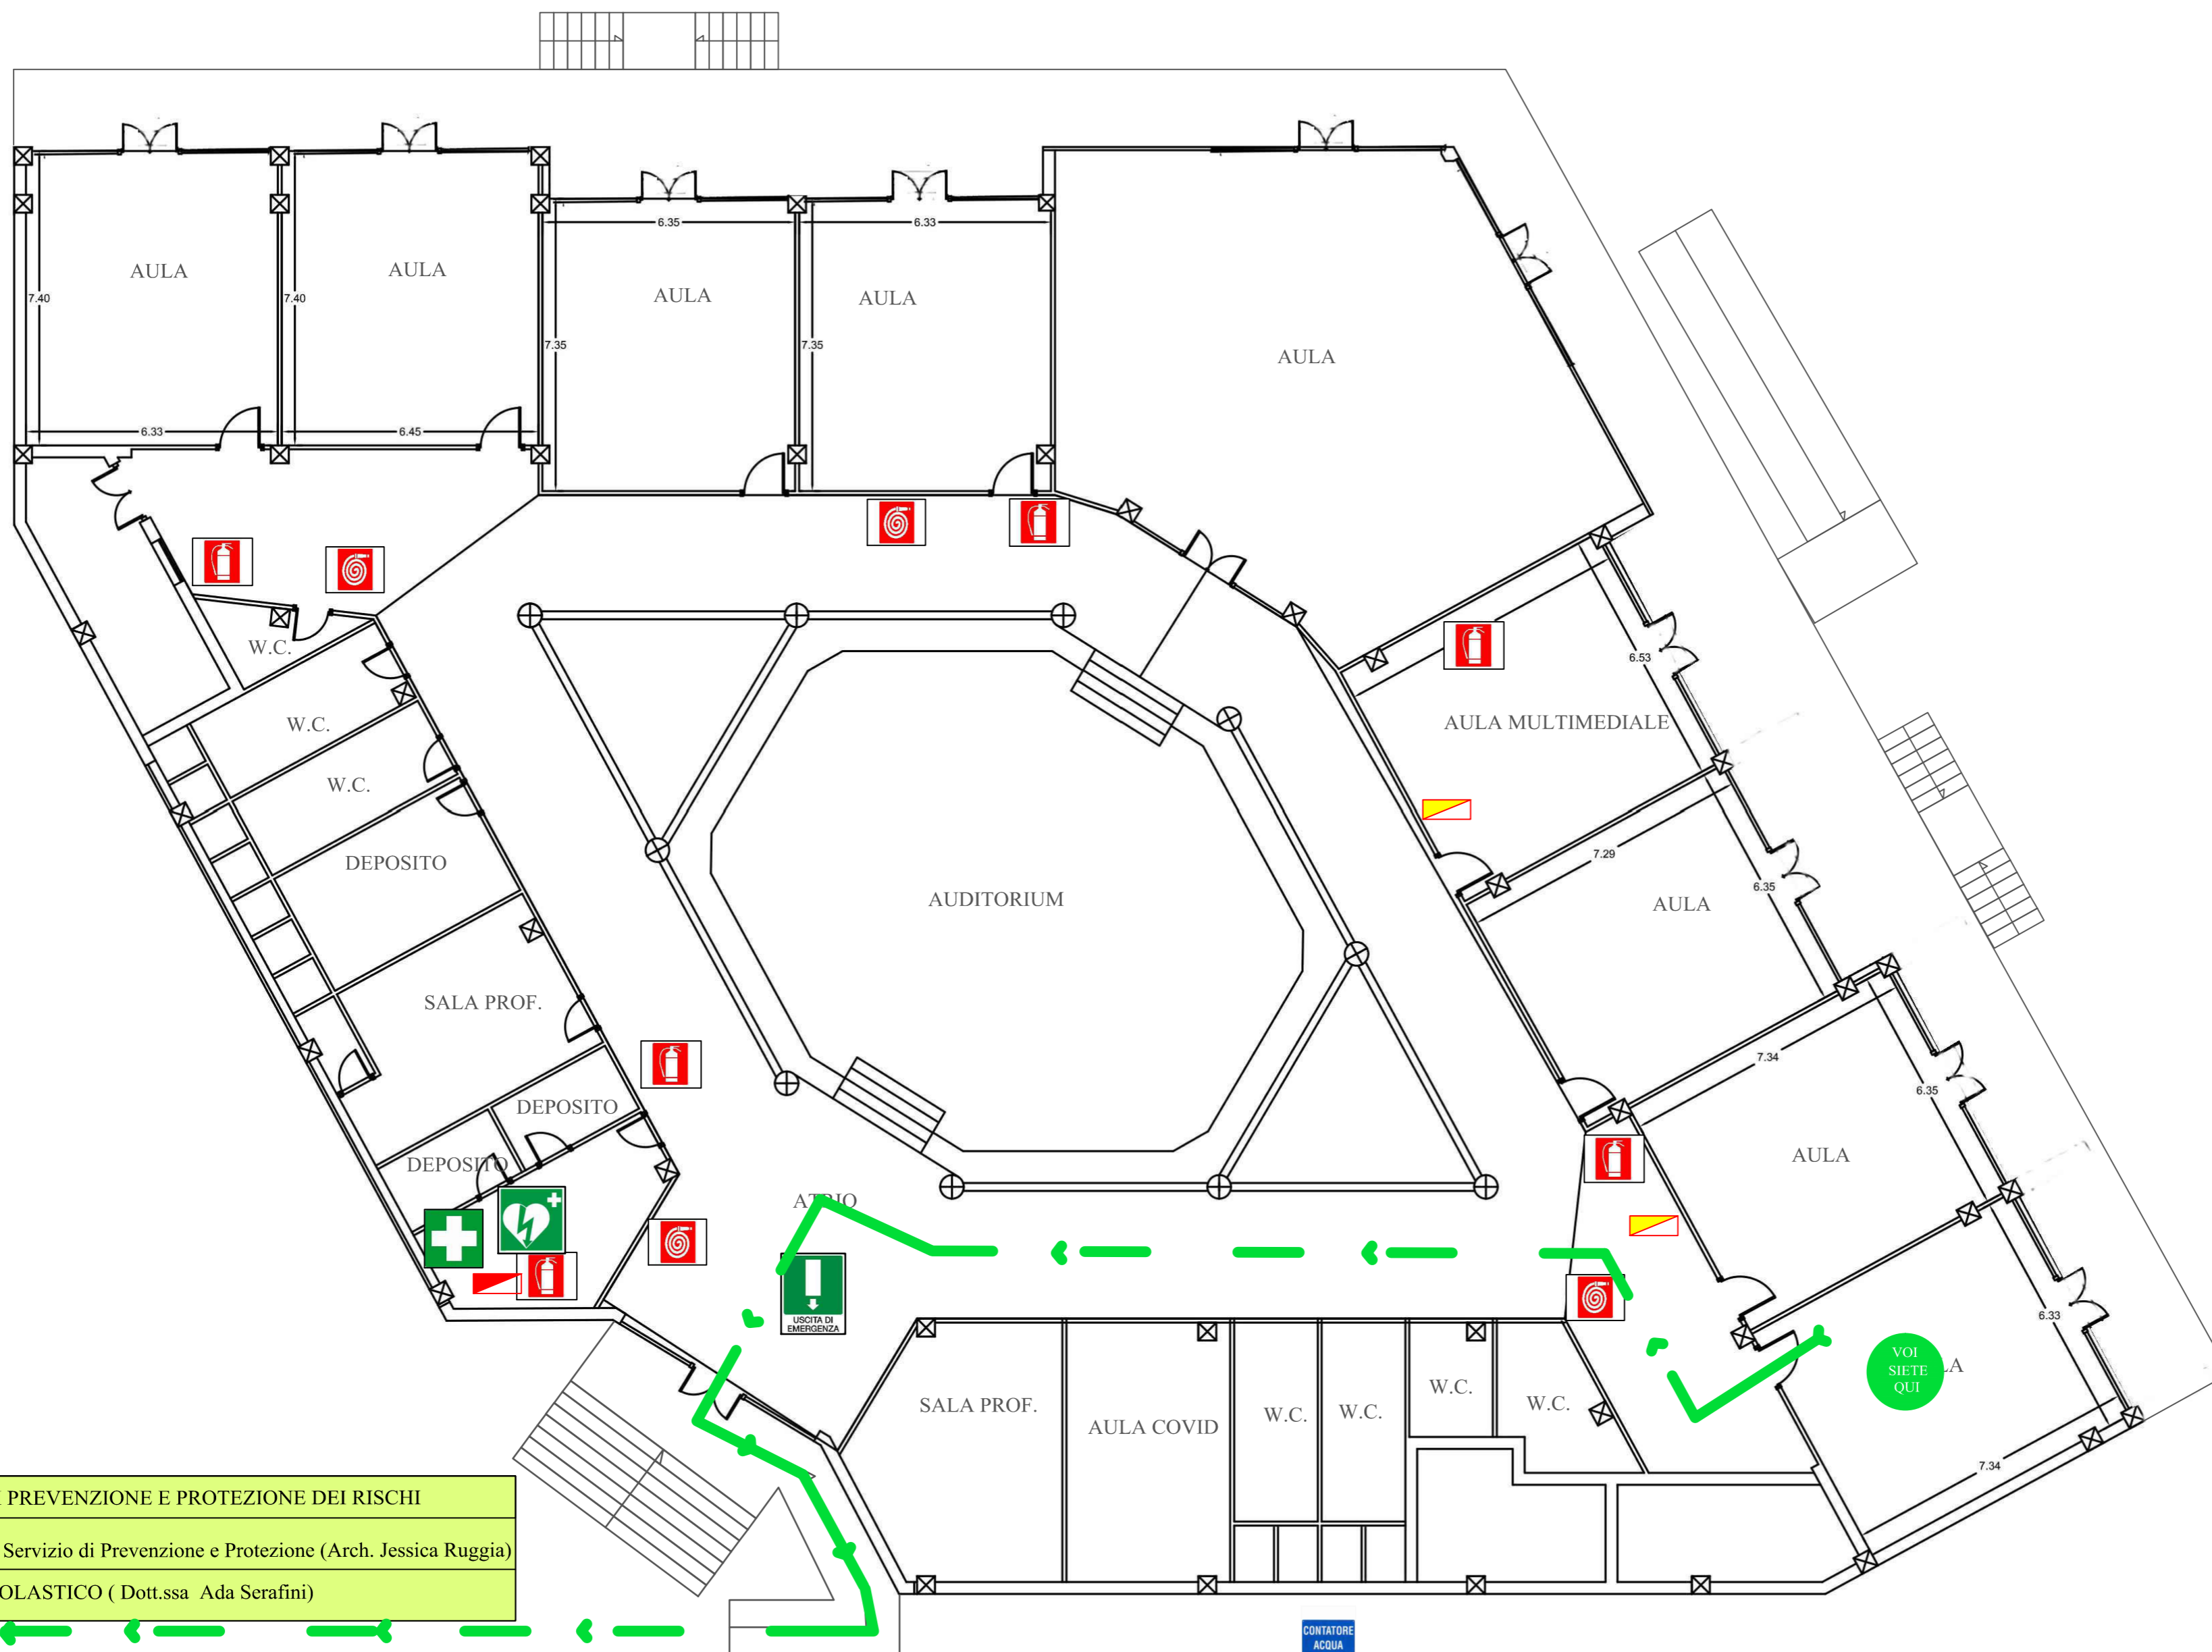 6.35
6.33
AULA
AULA
AULA
AULA
7.40
7.40
7.35
7.35
AULA
6.33
6.45
W.C.
6.53
W.C.
AULA MULTIMEDIALE
W.C.
DEPOSITO
7.29
6.35
AUDITORIUM
AULA
SALA PROF.
7.34
6.35
DEPOSITO
AULA
DEPOSITO
ATRIO
USCITA DI
EMERGENZA
6.33
VOI
SIETE
QUI
LA
W.C.
W.C.
SALA PROF.
W.C.
W.C.
AULA COVID
7.34
PREVENZIONE E PROTEZIONE DEI RISCHI
Servizio di Prevenzione e Protezione (Arch. Jessica Ruggia)
OLASTICO ( Dott.ssa Ada Serafini)
CONTATORE
ACQUA